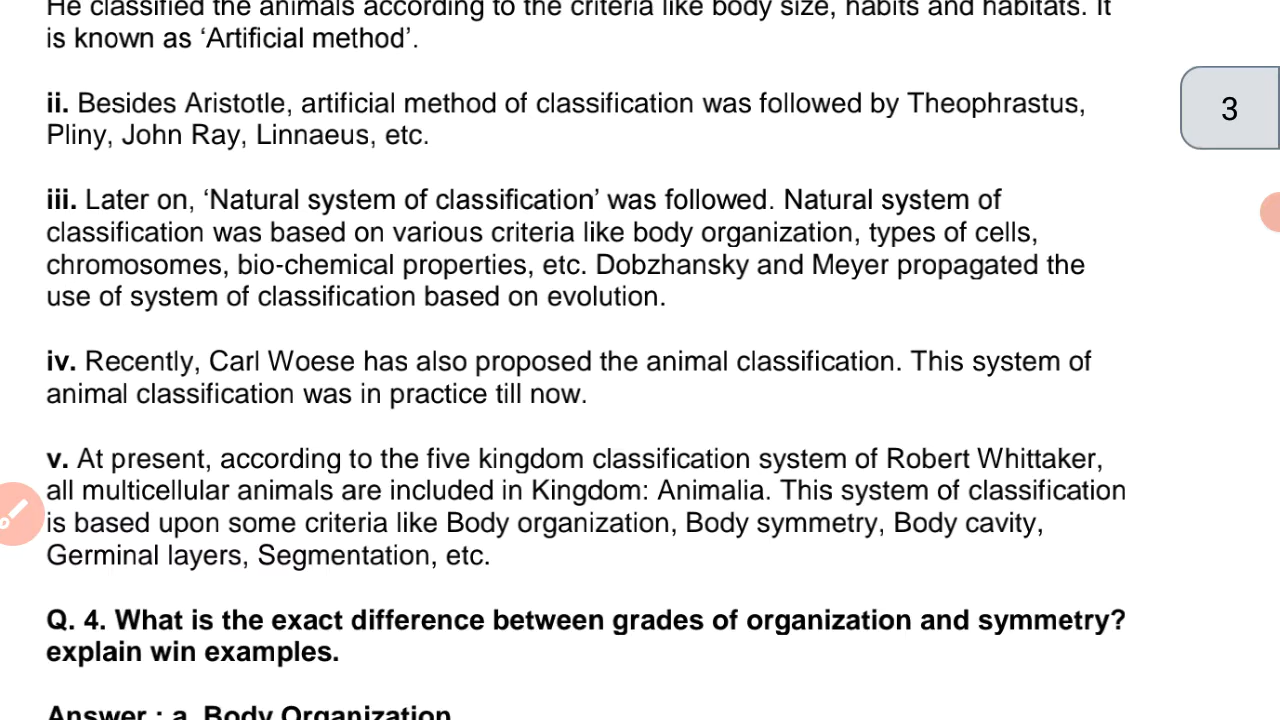 He classified the animals according to the criteria like body size, habits and habitats. It
is known as ‘Artificial method’.
ii. Besides Aristotle, artificial method of classification was followed by Theophrastus,
Pliny, John Ray, Linnaeus, etc.
3
iii. Later on, ‘Natural system of classification’ was followed. Natural system of
classification was based on various criteria like body organization, types of cells,
chromosomes, bio-chemical properties, etc. Dobzhansky and Meyer propagated the
use of system of classification based on evolution.
iv. Recently, Carl Woese has also proposed the animal classification. This system of
animal classification was in practice till now.
v. At present, according to the five kingdom classification system of Robert Whittaker,
all multicellular animals are included in Kingdom: Animalia. This system of classification
is based upon some criteria like Body organization, Body symmetry, Body cavity,
Germinal layers, Segmentation, etc.
Q. 4. What is the exact difference between grades of organization and symmetry?
explain win examples.
Answer : a. Body Organization